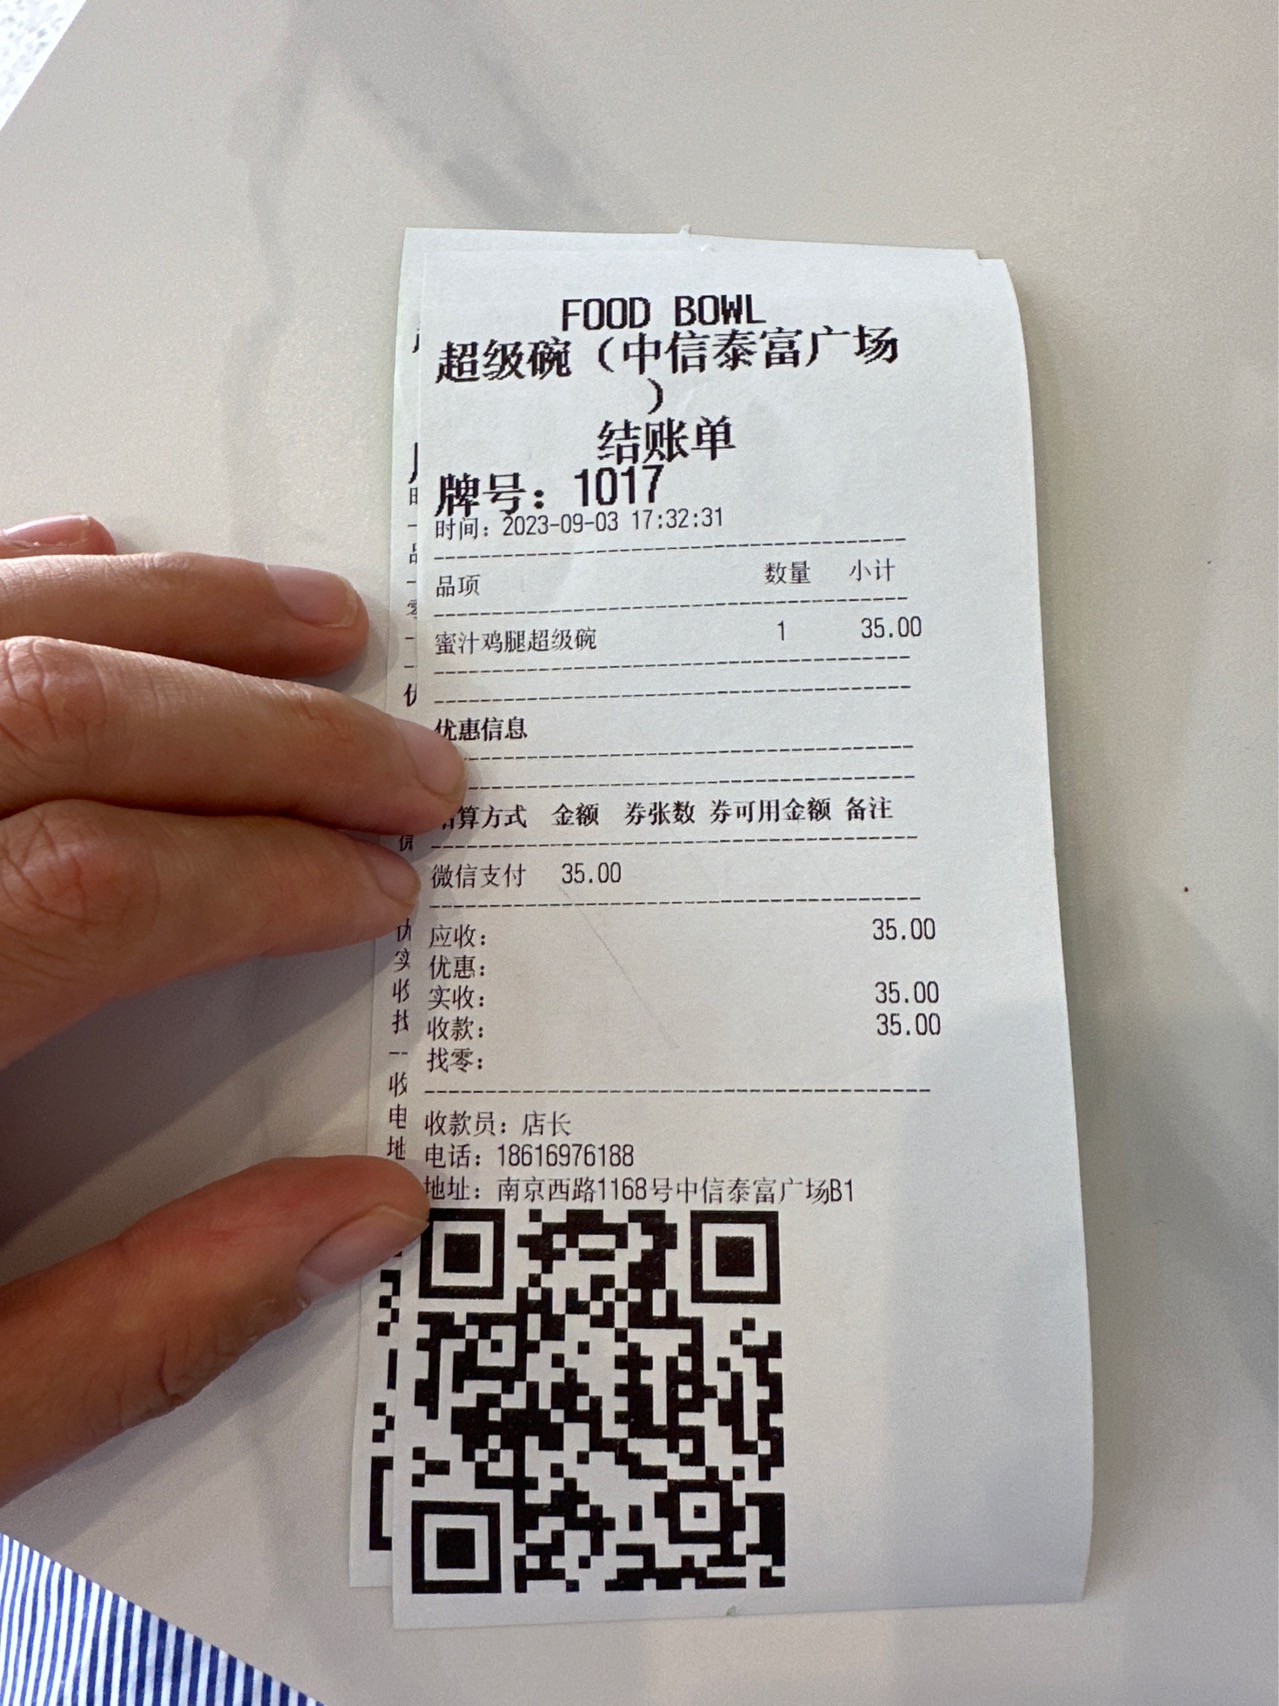 FOOD BOWL
超级碗（中信泰富广场
）
结账单
牌号：1017
时间：2023-09-03 17:32:31
品项 数量 小计
蜜汁鸡腿超级碗 1 35.00
优惠信息
算方式 金额 券张数 券可用金额 备注
微信支付 35.00
应收： 35.00
优惠：
实收： 35.00
收款： 35.00
找零：
收款员：店长
电话：18616976188
地址：南京西路1168号中信泰富广场B1